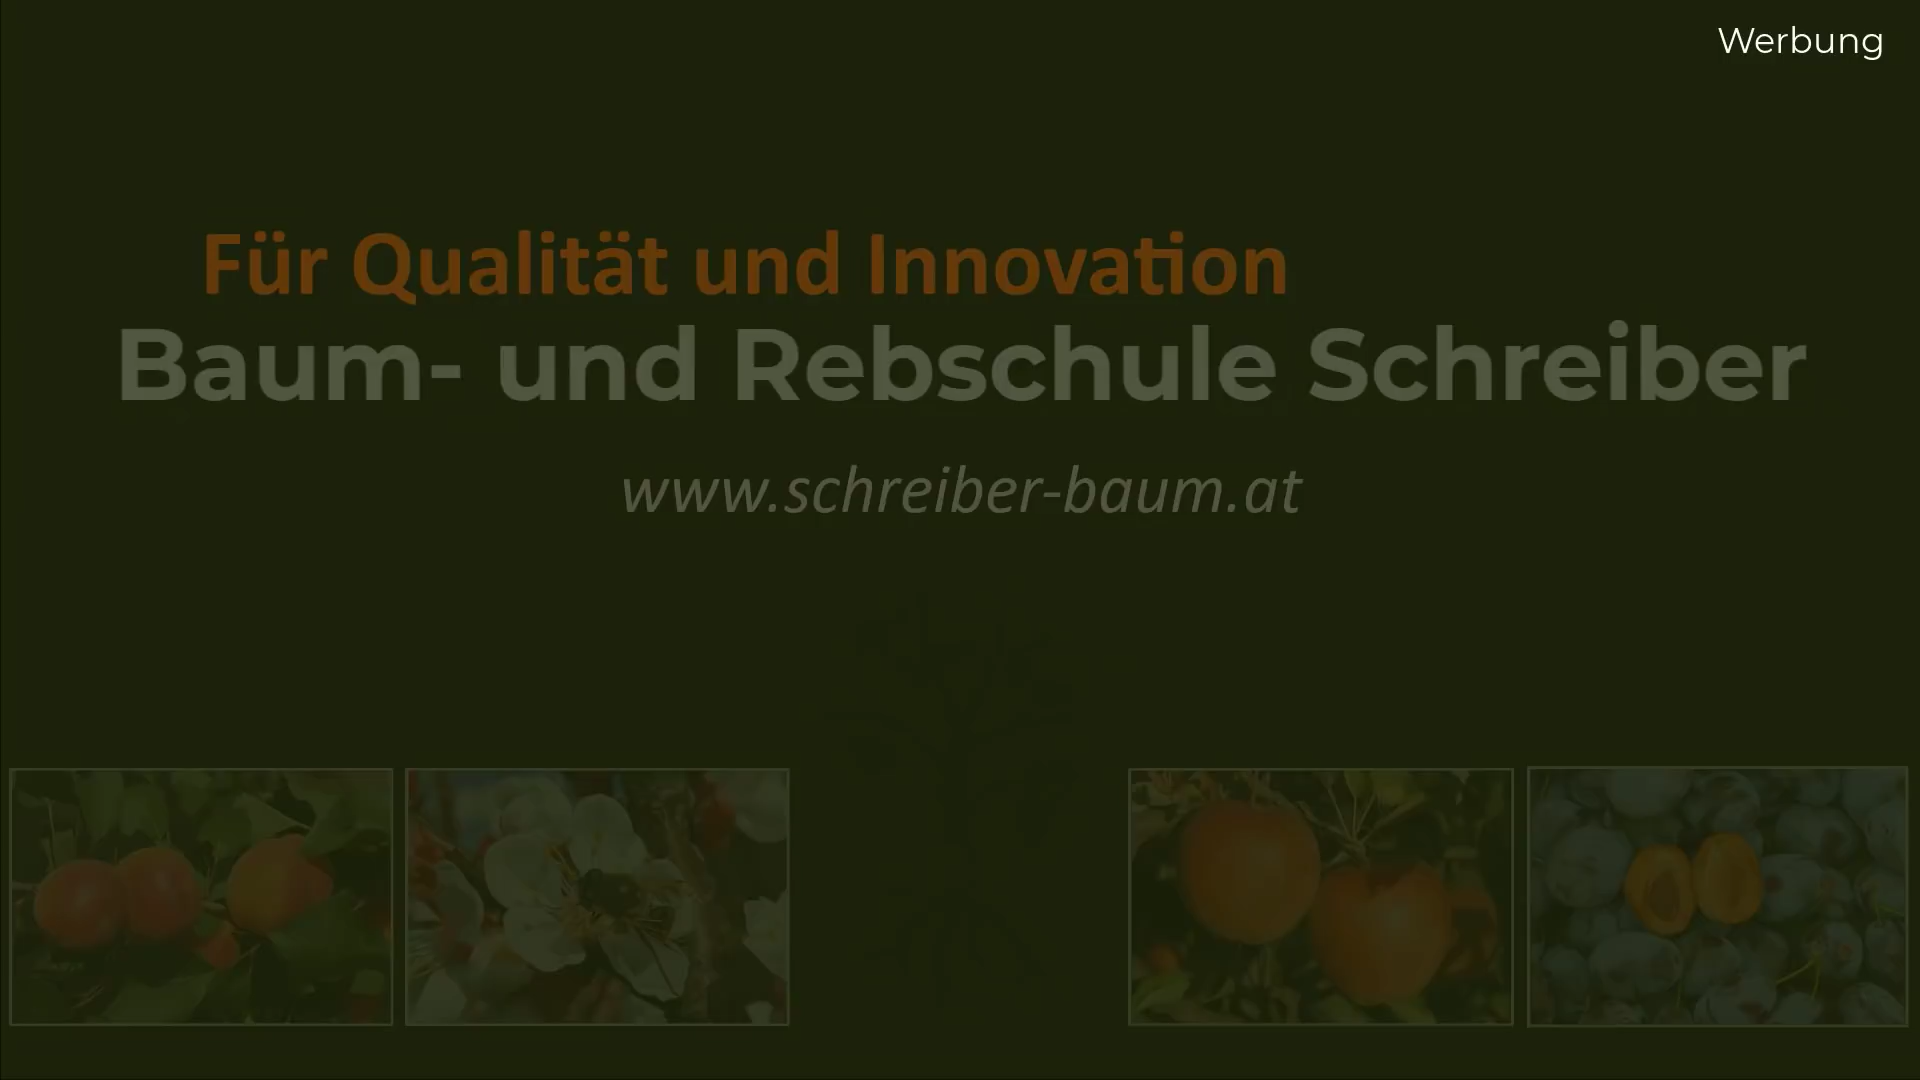 Werbung
Für Qualität und Innovation
Baum- und Rebschule Schreiber
www.schreiber-baum.at